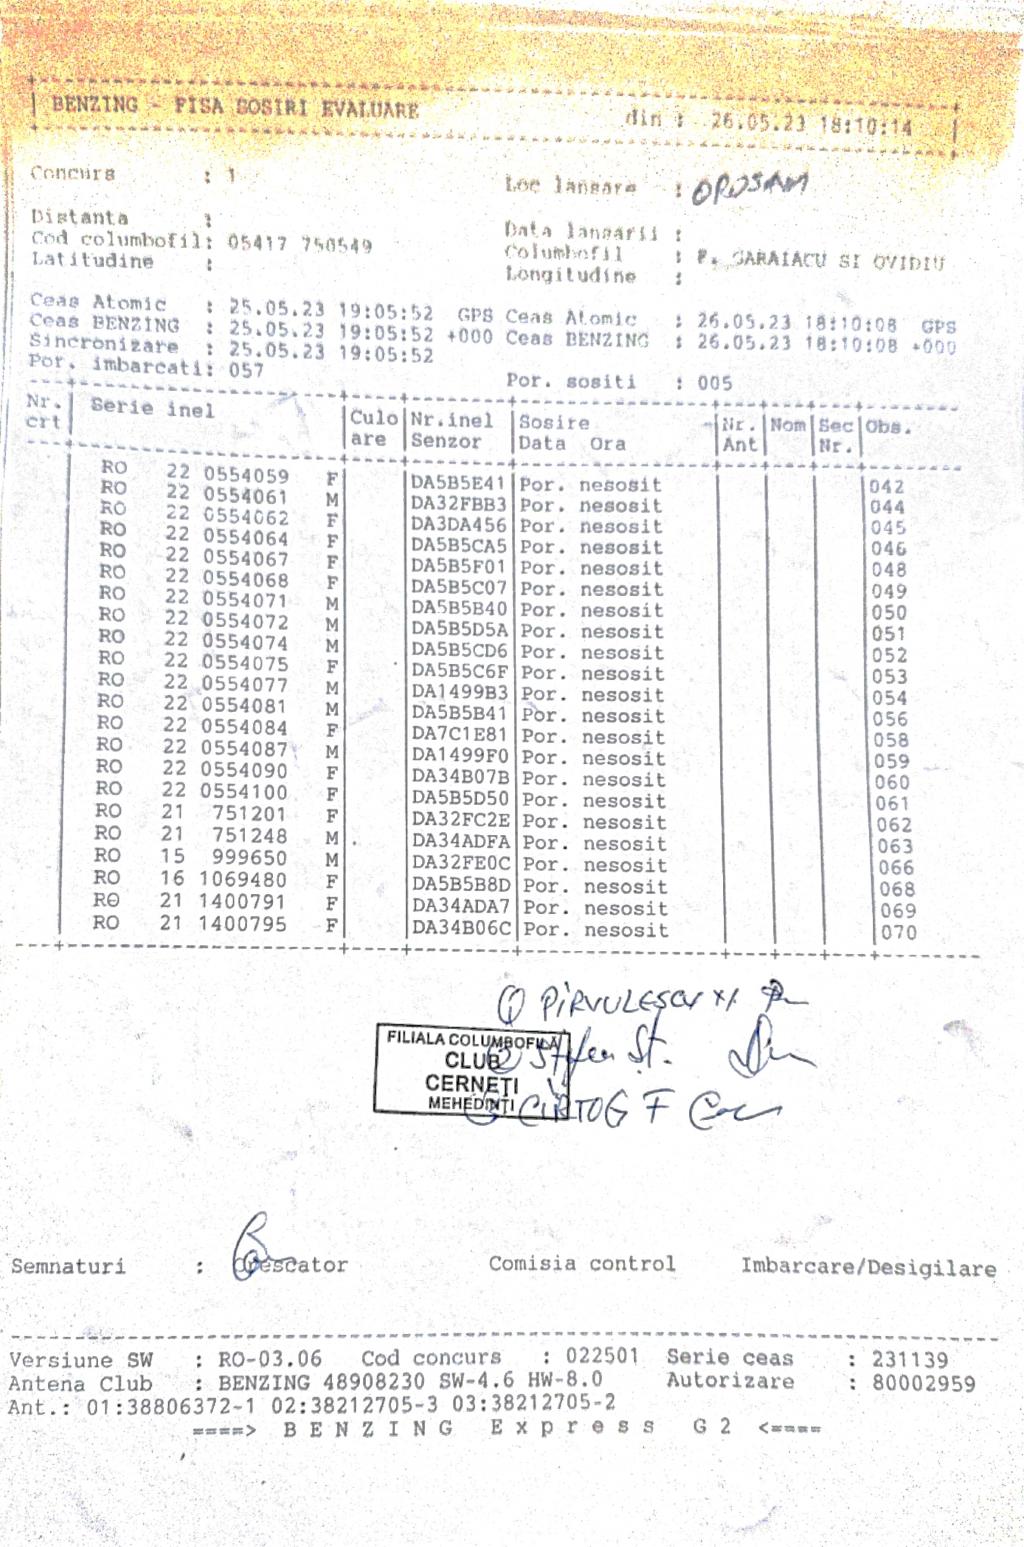 BENZING - FISA SOSIRI EVALUARE din : 26.05.23 18:10:14
Concurs : 1 Loc lansare :
Distanta : Data lansarii :
Cod columbofil: 05417 750549 Columbofil : F. GARAIACU SI OVIDIU
Latitudine : Longitudine :
Ceas Atomic : 25.05.23 19:05:52 GPS Ceas Atomic : 26.05.23 18:10:08 GPS
Ceas BENZING : 25.05.23 19:05:52 +000 Ceas BENZING : 26.05.23 18:10:08 +000
Sincronizare : 25.05.23 19:05:52
Por. imbarcati: 057 Por. sositi : 005
Nr. Serie inel Culo Nr.inel Sosire Nr. Nom Sec Obs.
crt are Senzor Data Ora Ant Nr.
RO 22 0554059 F DA5B5E41 Por. nesosit 042
RO 22 0554061 M DA32FBB3 Por. nesosit 044
RO 22 0554062 F DA3DA456 Por. nesosit 045
RO 22 0554064 F DA5B5CA5 Por. nesosit 046
RO 22 0554067 F DA5B5F01 Por. nesosit 048
RO 22 0554068 F DA5B5C07 Por. nesosit 049
RO 22 0554071 M DA5B5B40 Por. nesosit 050
RO 22 0554072 M DA5B5D5A Por. nesosit 051
RO 22 0554074 M DA5B5CD6 Por. nesosit 052
RO 22 0554075 F DA5B5C6F Por. nesosit 053
RO 22 0554077 M DA1499B3 Por. nesosit 054
RO 22 0554081 M DA5B5B41 Por. nesosit 056
RO 22 0554084 F DA7C1E81 Por. nesosit 058
RO 22 0554087 M DA1499F0 Por. nesosit 059
RO 22 0554090 F DA34B07B Por. nesosit 060
RO 22 0554100 F DA5B5D50 Por. nesosit 061
RO 21 751201 F DA32FC2E Por. nesosit 062
RO 21 751248 M DA34ADFA Por. nesosit 063
RO 15 999650 M DA32FE0C Por. nesosit 066
RO 16 1069480 F DA5B5B8D Por. nesosit 068
RO 21 1400791 F DA34ADA7 Por. nesosit 069
RO 21 1400795 F DA34B06C Por. nesosit 070
1 PIRVULESCU
FILIALA COLUMBOFILĂ
CLUB
CERNEȚI
MEHEDINȚI
2 St.
3 CIRTOG F
Semnaturi : Crescator Comisia control Imbarcare/Desigilare
Versiune SW : RO-03.06 Cod concurs : 022501 Serie ceas : 231139
Antena Club : BENZING 48908230 SW-4.6 HW-8.0 Autorizare : 80002959
Ant.: 01:38806372-1 02:38212705-3 03:38212705-2
====> BENZING Express G2 <====